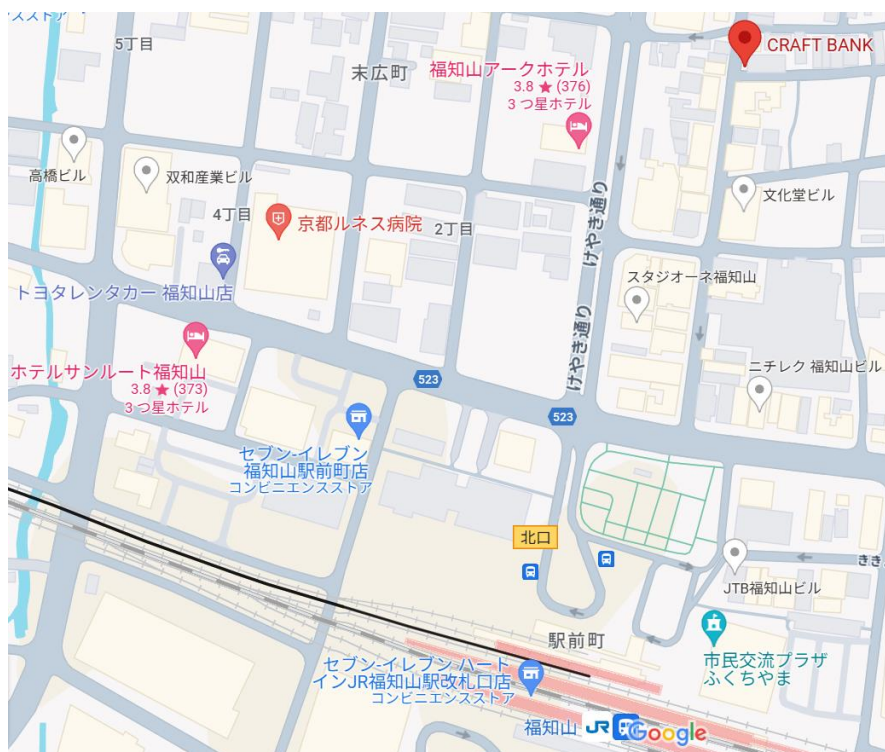 5丁目
末広町
福知山アークホテル
3.8 ★ (376)
3 つ星ホテル
CRAFT BANK
高橋ビル
双和産業ビル
4丁目
京都ルネス病院
2丁目
けやき通り
文化堂ビル
トヨタレンタカー 福知山店
スタジオーネ福知山
けやき通り
ホテルサンルート福知山
3.8 ★ (373)
3 つ星ホテル
523
523
ニチレク 福知山ビル
セブン-イレブン
福知山駅前町店
コンビニエンスストア
北口
JTB福知山ビル
きき
駅前町
市民交流プラザ
ふくちやま
セブン-イレブン ハート
インJR福知山駅改札口店
コンビニエンスストア
福知山
JR
Google